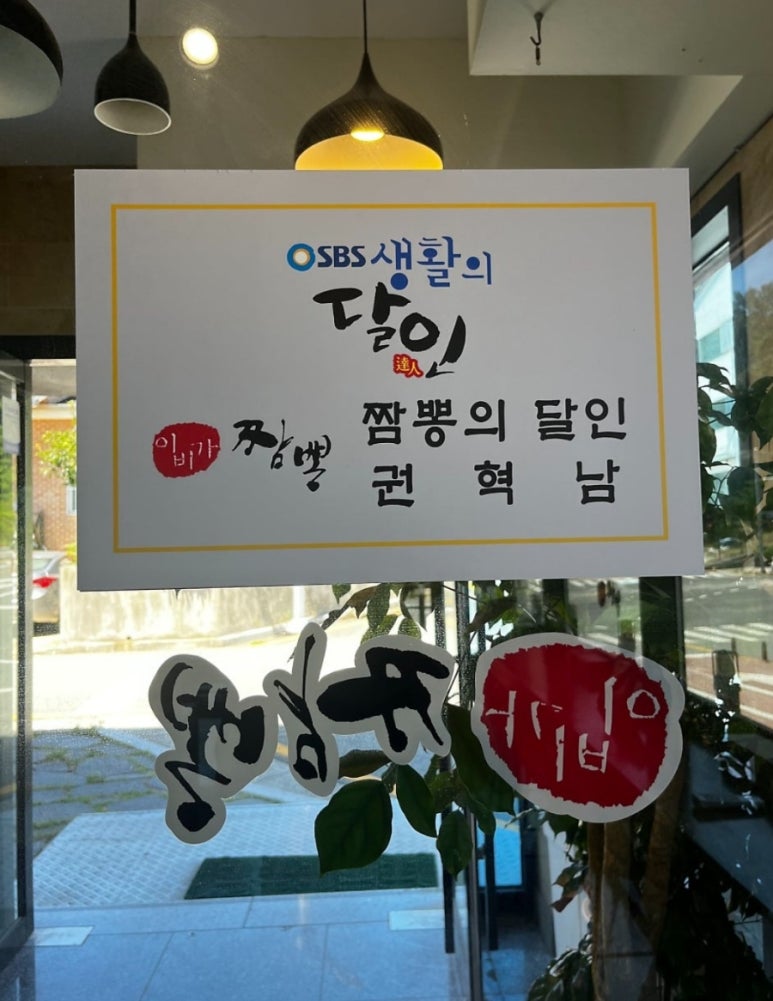 SBS 생활의
달인
達人
이비가 짬뽕 짬뽕의 달인
권혁남
이비가 짬뽕